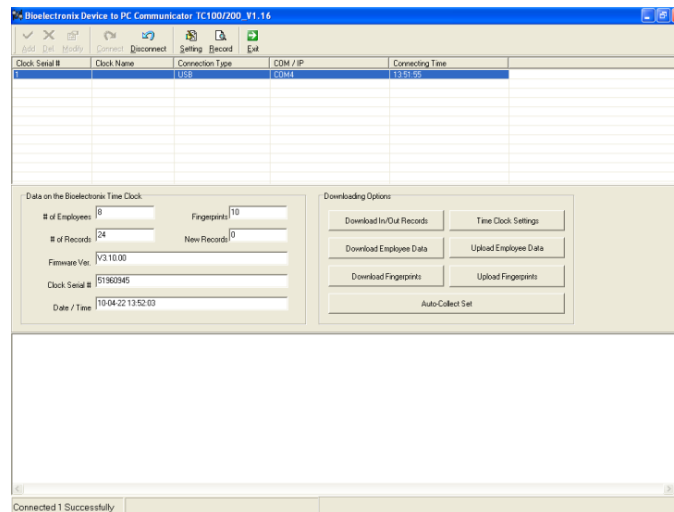 Bioelectronix Device to PC Communicator TC100/200_V1.16
Add Del Modify Connect Disconnect Setting Record Exit
Clock Serial # Clock Name Connection Type COM / IP Connecting Time
1 USB COM4 13:51:55
Data on the Bioelectronix Time Clock
# of Employees 8 Fingerprints 10
# of Records 24 New Records 0
Firmware Ver. V3.10.00
Clock Serial # 51960945
Date / Time 10-04-22 13:52:03
Downloading Options
Download In/Out Records Time Clock Settings
Download Employee Data Upload Employee Data
Download Fingerprints Upload Fingerprints
Auto-Collect Set
Connected 1 Successfully